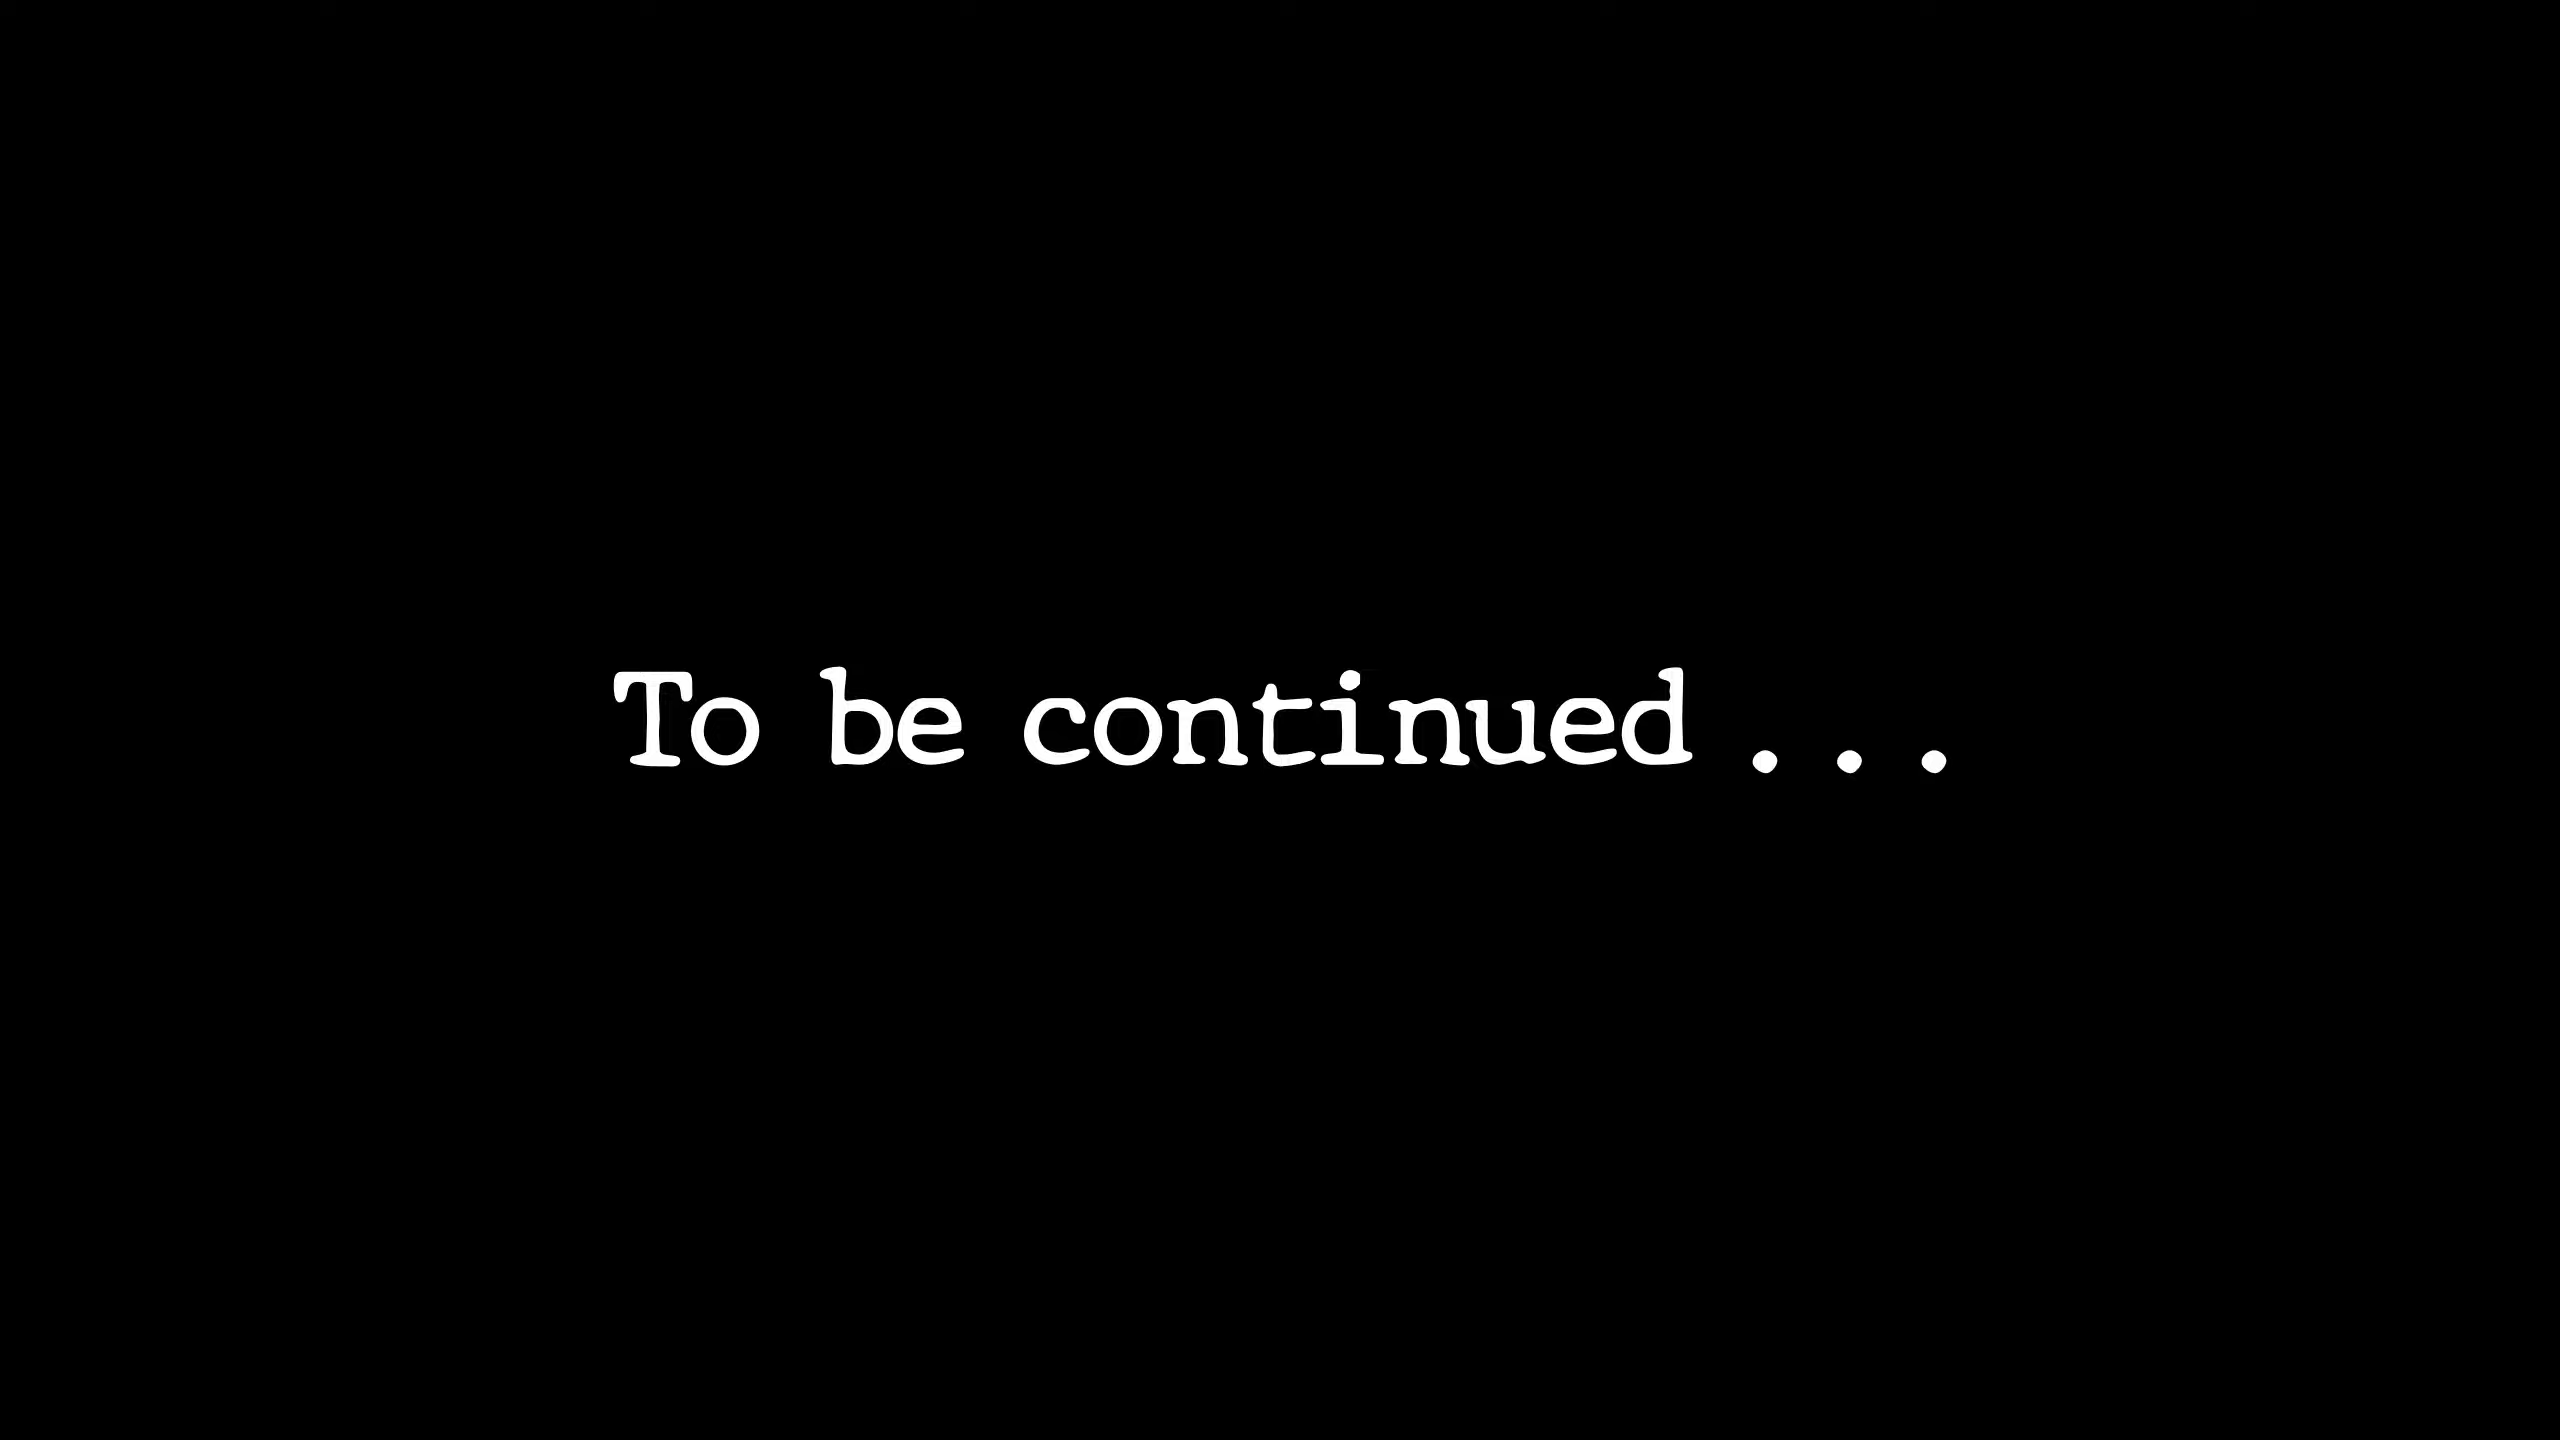 To be continued . . .